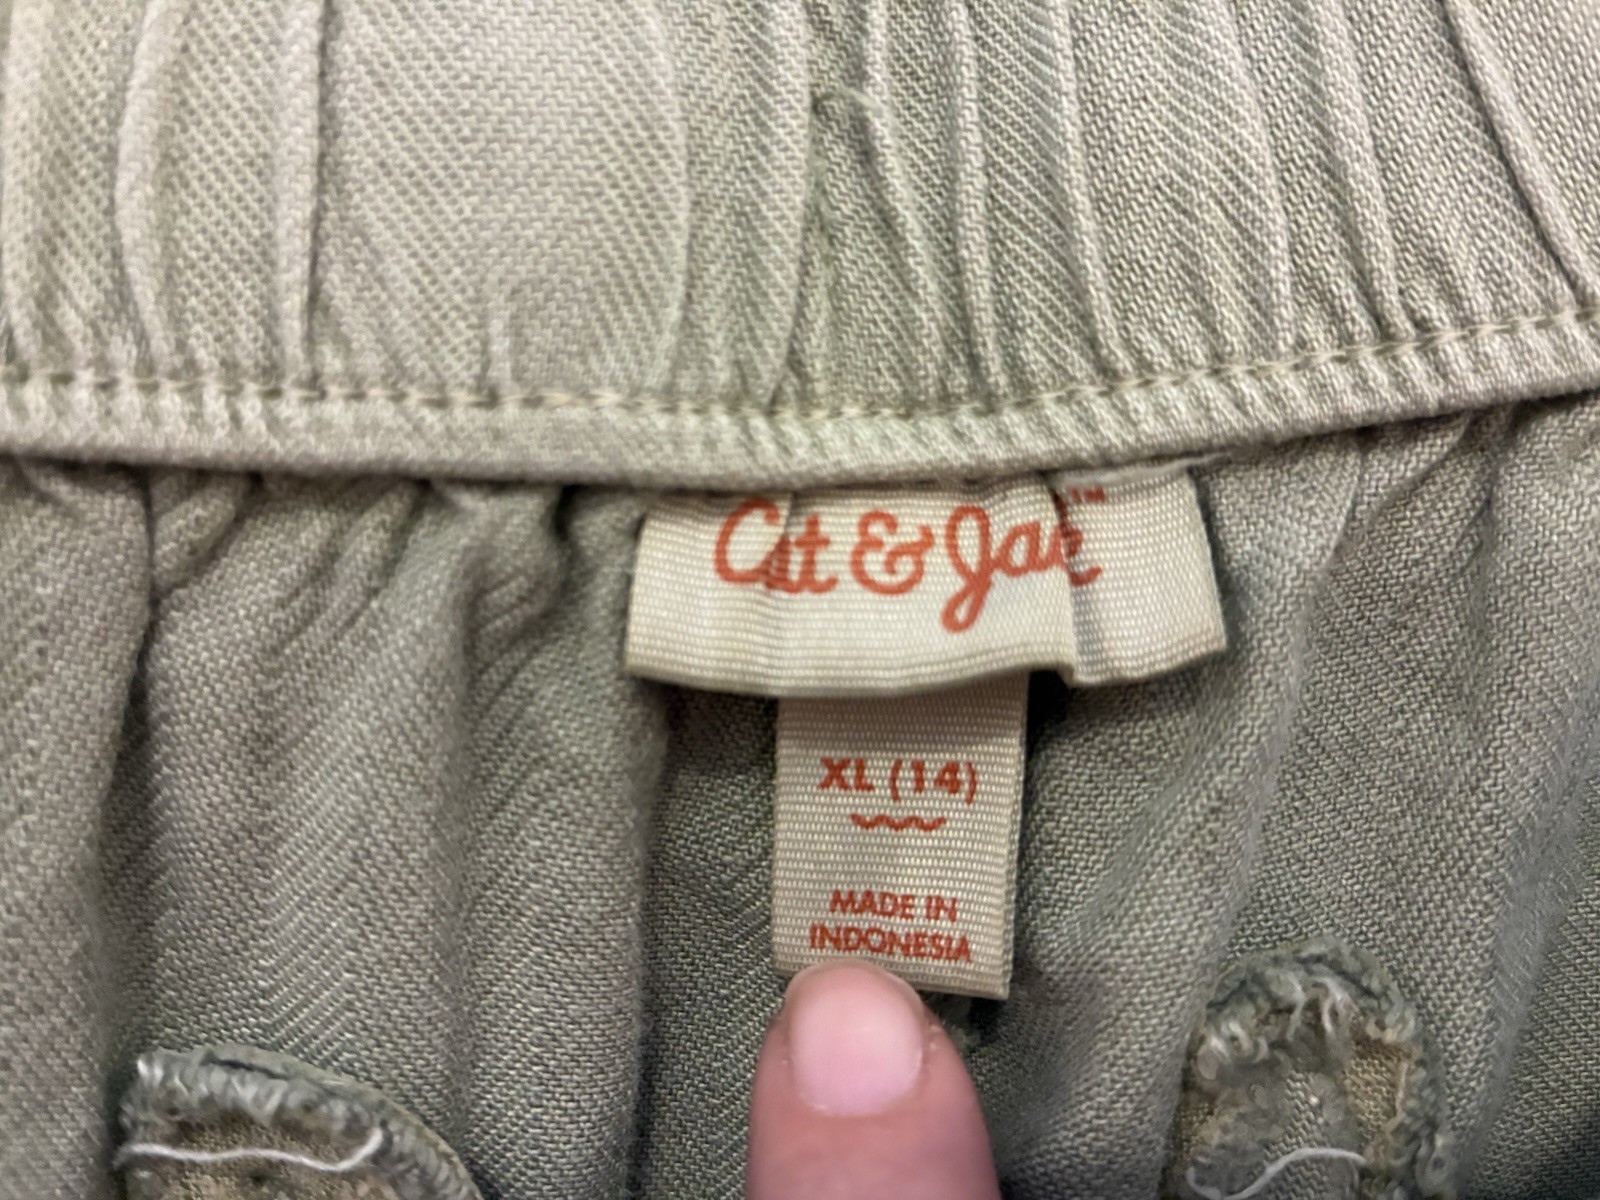 Cat & Jack™
XL (14)
MADE IN
INDONESIA